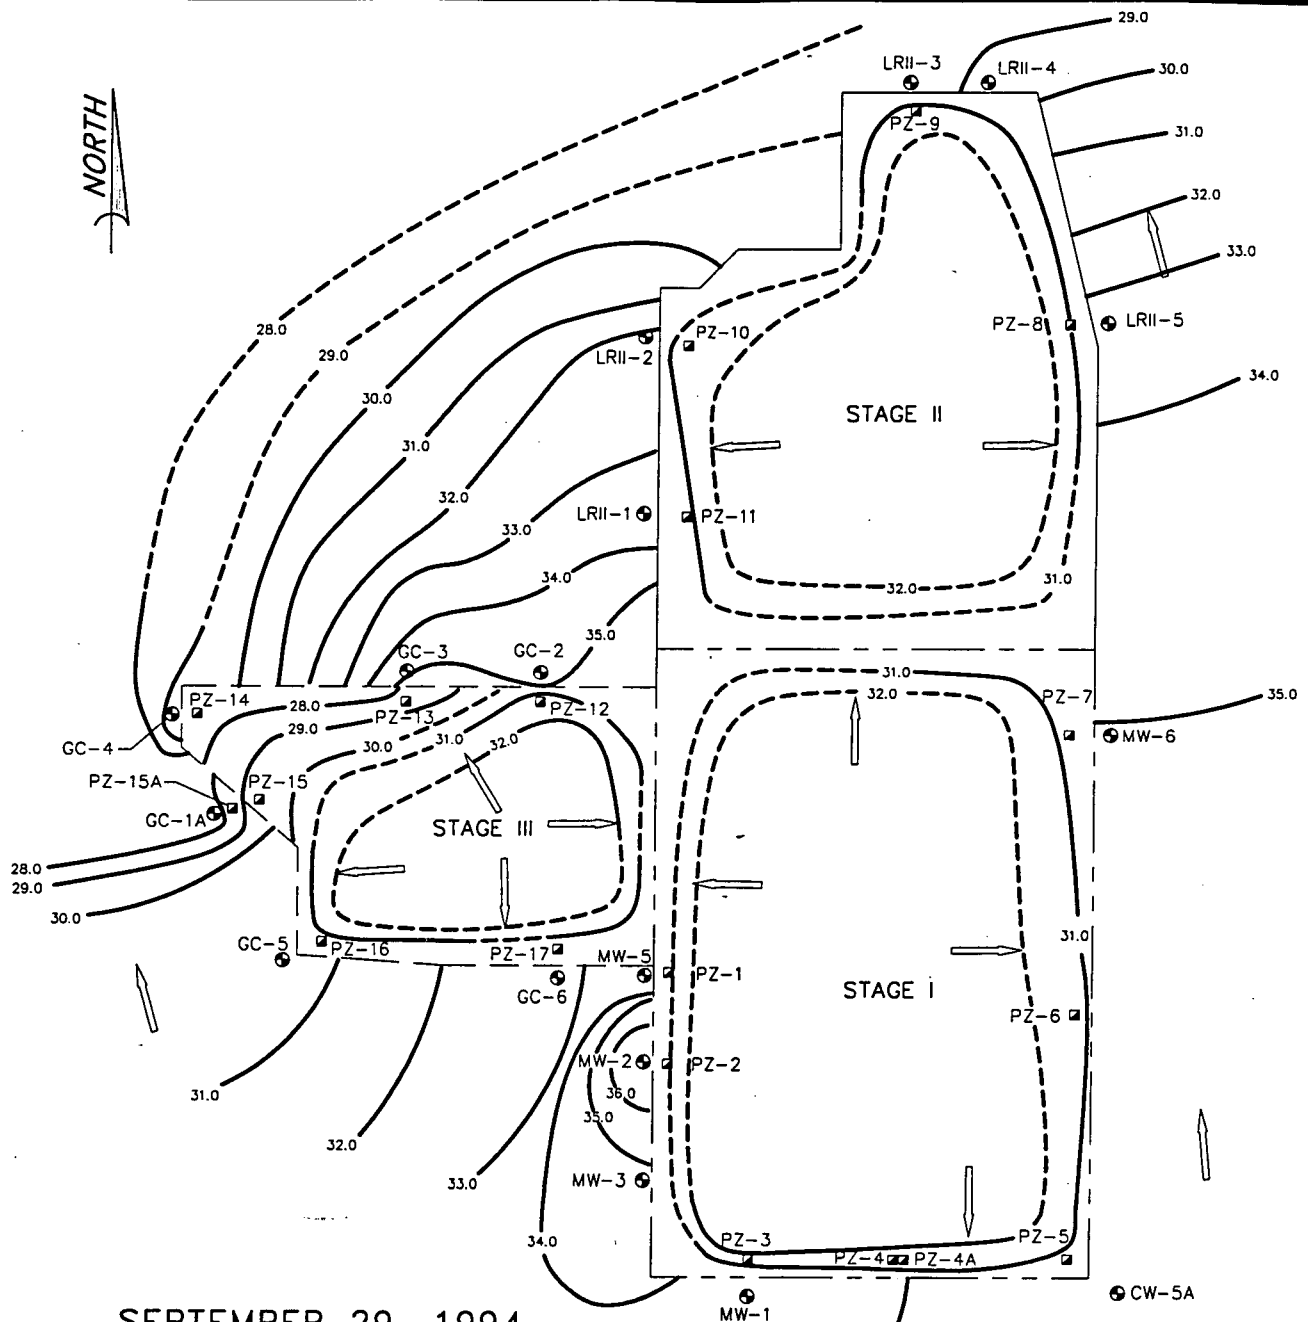 29.0
LRII-3
LRII-4
30.0
NORTH
PZ-9
31.0
32.0
33.0
28.0
PZ-8
LRII-5
PZ-10
29.0
LRII-2
34.0
30.0
STAGE II
31.0
32.0
LRII-1
PZ-11
33.0
34.0
31.0
32.0
35.0
GC-3
GC-2
31.0
32.0
PZ-7
35.0
PZ-14
28.0
PZ-13
PZ-12
GC-4
29.0
30.0
31.0
32.0
MW-6
PZ-15A
PZ-15
GC-1A
STAGE III
28.0
29.0
30.0
GC-5
PZ-16
PZ-17
MW-5
31.0
PZ-1
GC-6
STAGE I
PZ-6
MW-2
PZ-2
31.0
36.0
35.0
32.0
33.0
MW-3
34.0
PZ-3
PZ-4
PZ-4A
PZ-5
CW-5A
MW-1
SEPTEMBER 29, 1994